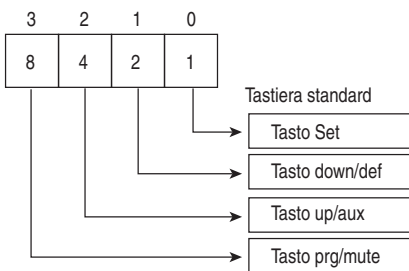 3 2 1 0
8 4 2 1
Tastiera standard
Tasto Set
Tasto down/def
Tasto up/aux
Tasto prg/mute